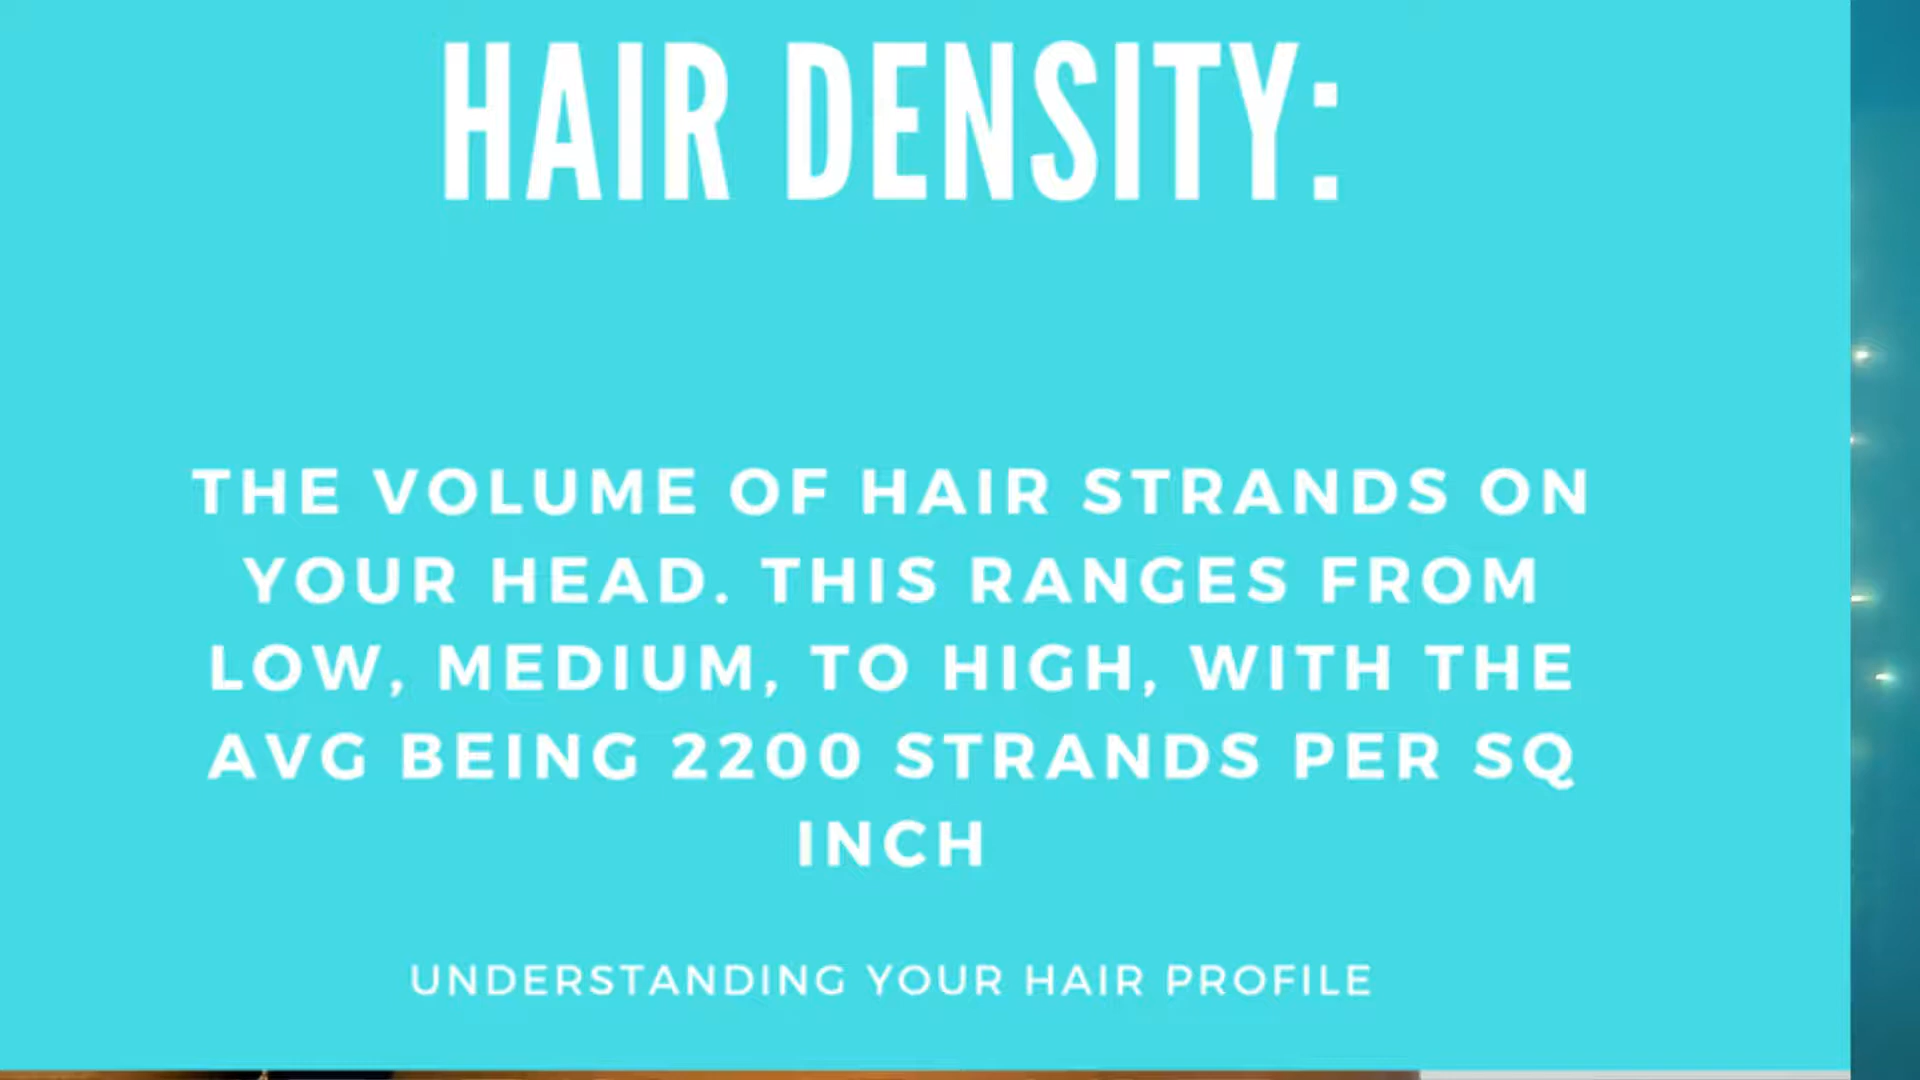 HAIR DENSITY:
THE VOLUME OF HAIR STRANDS ON
YOUR HEAD. THIS RANGES FROM
LOW, MEDIUM, TO HIGH, WITH THE
AVG BEING 2200 STRANDS PER SQ
INCH
UNDERSTANDING YOUR HAIR PROFILE